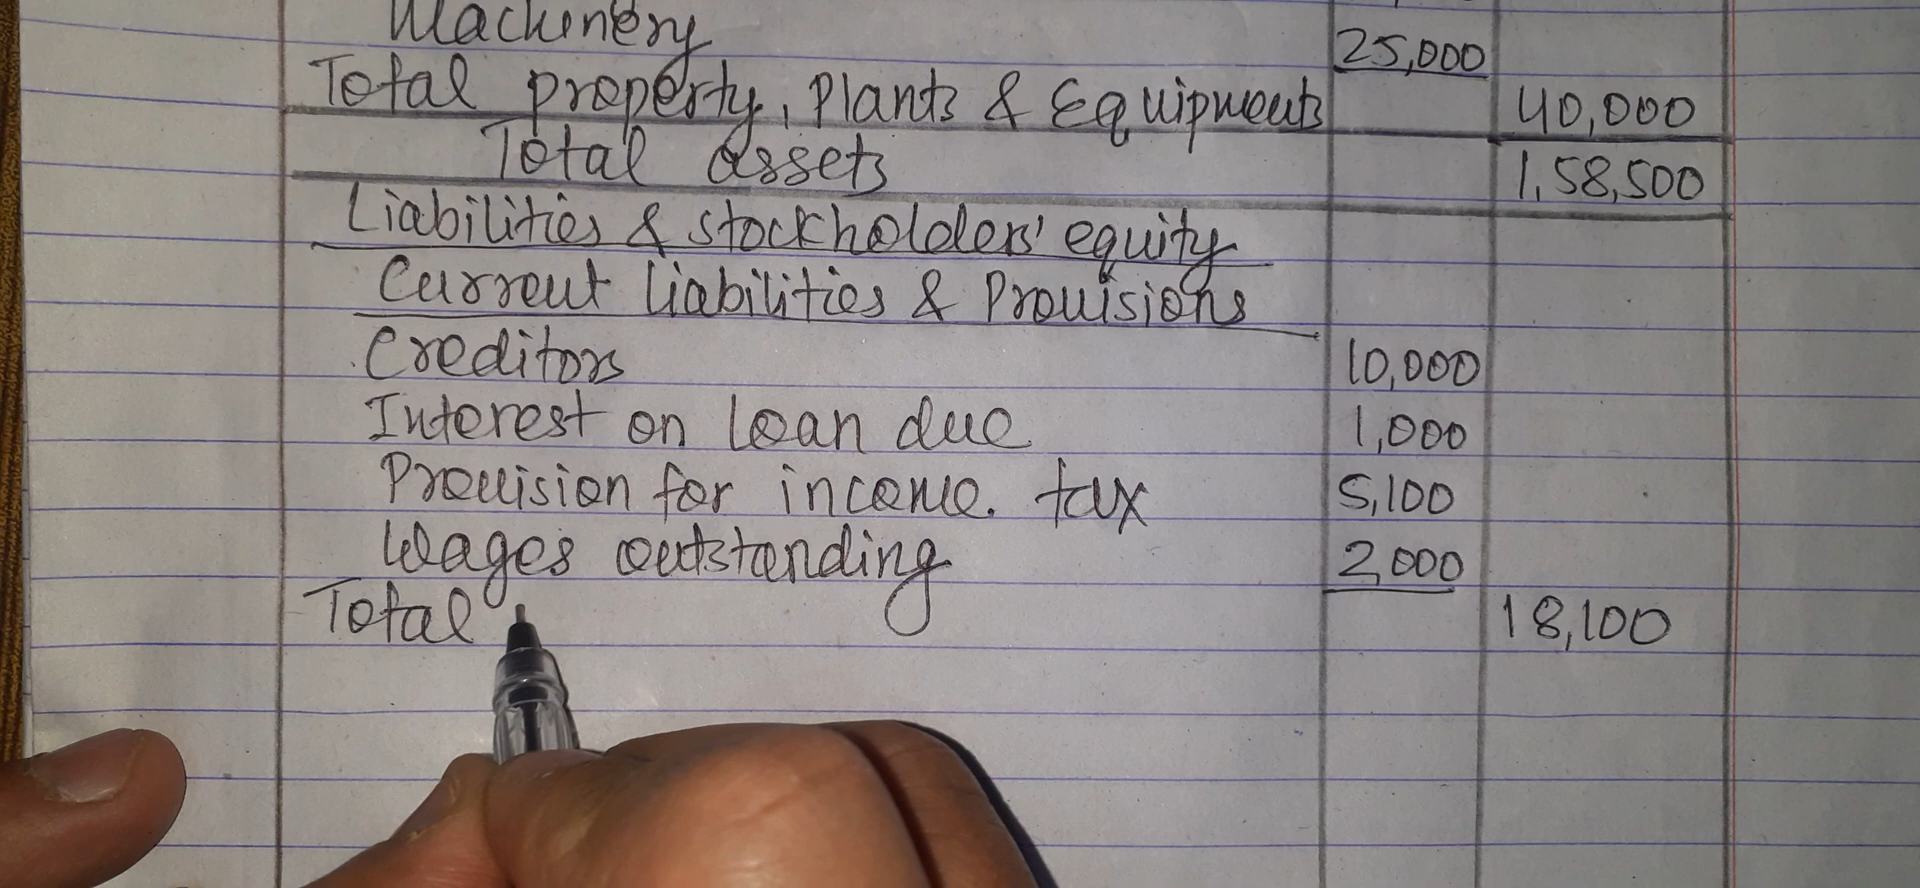 Machinery 25,000
Total property, Plants & Equipments 40,000
Total assets 1,58,500
Liabilities & stockholders' equity
Current liabilities & Provisions
Creditors 10,000
Interest on loan due 1,000
Provision for income. tax 5,100
Wages outstanding 2,000
Total 18,100